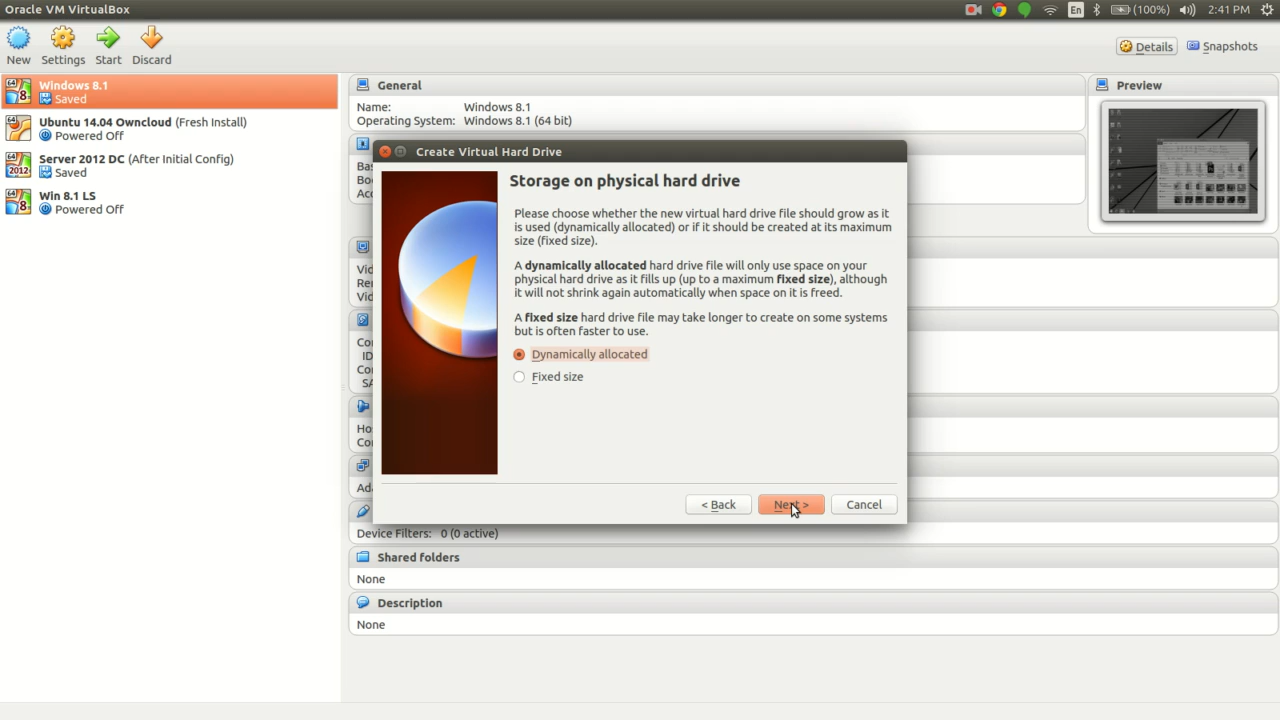 Oracle VM VirtualBox
En
(100%)
2:41 PM
New
Settings
Start
Discard
Details
Snapshots
Windows 8.1
Saved
Ubuntu 14.04 Owncloud (Fresh Install)
Powered Off
Server 2012 DC (After Initial Config)
Saved
Win 8.1 LS
Powered Off
General
Name: Windows 8.1
Operating System: Windows 8.1 (64 bit)
Preview
Create Virtual Hard Drive
Storage on physical hard drive
Please choose whether the new virtual hard drive file should grow as it
is used (dynamically allocated) or if it should be created at its maximum
size (fixed size).
A dynamically allocated hard drive file will only use space on your
physical hard drive as it fills up (up to a maximum fixed size), although
it will not shrink again automatically when space on it is freed.
A fixed size hard drive file may take longer to create on some systems
but is often faster to use.
Dynamically allocated
Fixed size
< Back
Next >
Cancel
Device Filters: 0 (0 active)
Shared folders
None
Description
None